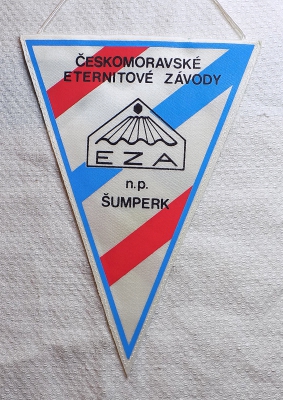 ČESKOMORAVSKÉ
ETERNITOVÉ ZÁVODY
EZA
n.p.
ŠUMPERK